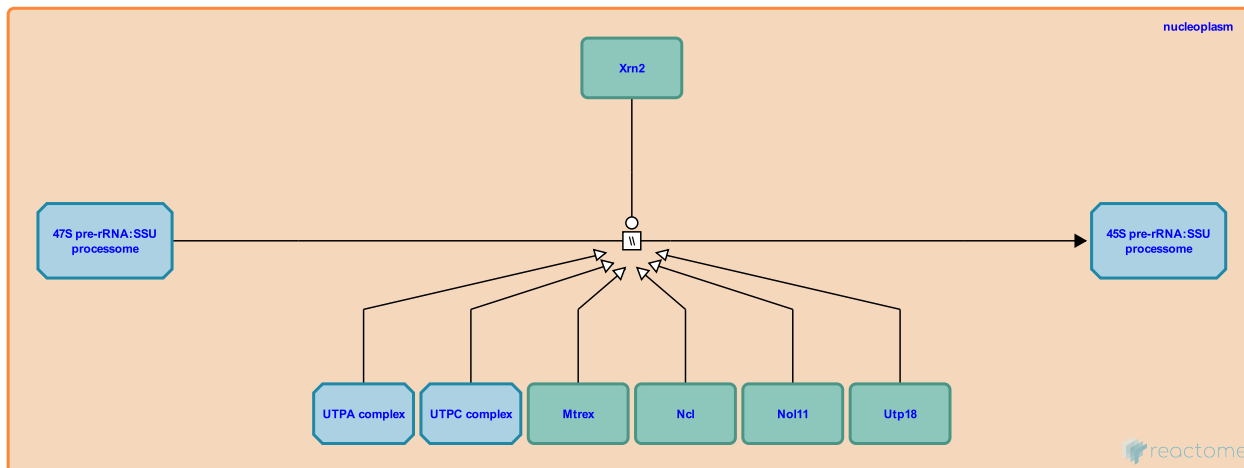 nucleoplasm
Xrn2
47S pre-rRNA:SSU
processome
\\
45S pre-rRNA:SSU
processome
UTPA complex
UTPC complex
Mtrex
Ncl
Nol11
Utp18
reactome